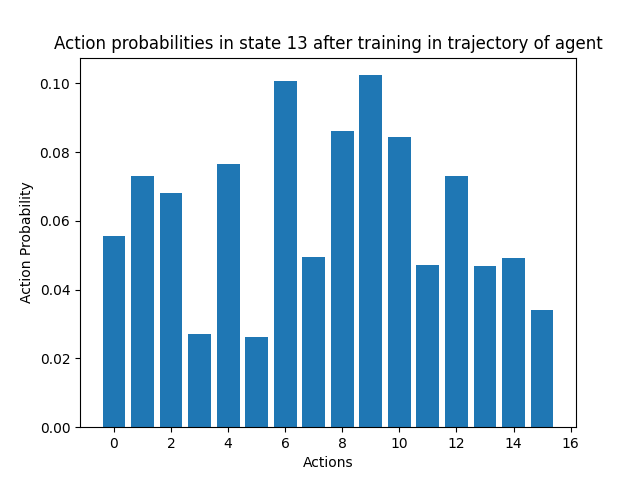 Action probabilities in state 13 after training in trajectory of agent
0.10
0.08
0.06
0.04
0.02
0.00
Action Probability
0 2 4 6 8 10 12 14 16
Actions